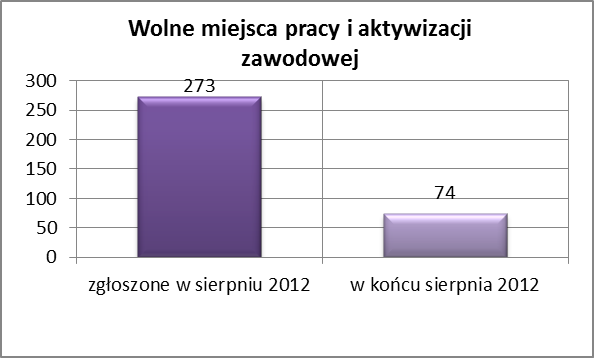 Wolne miejsca pracy i aktywizacji
zawodowej
300
250
200
150
100
50
0
273
74
zgłoszone w sierpniu 2012
w końcu sierpnia 2012